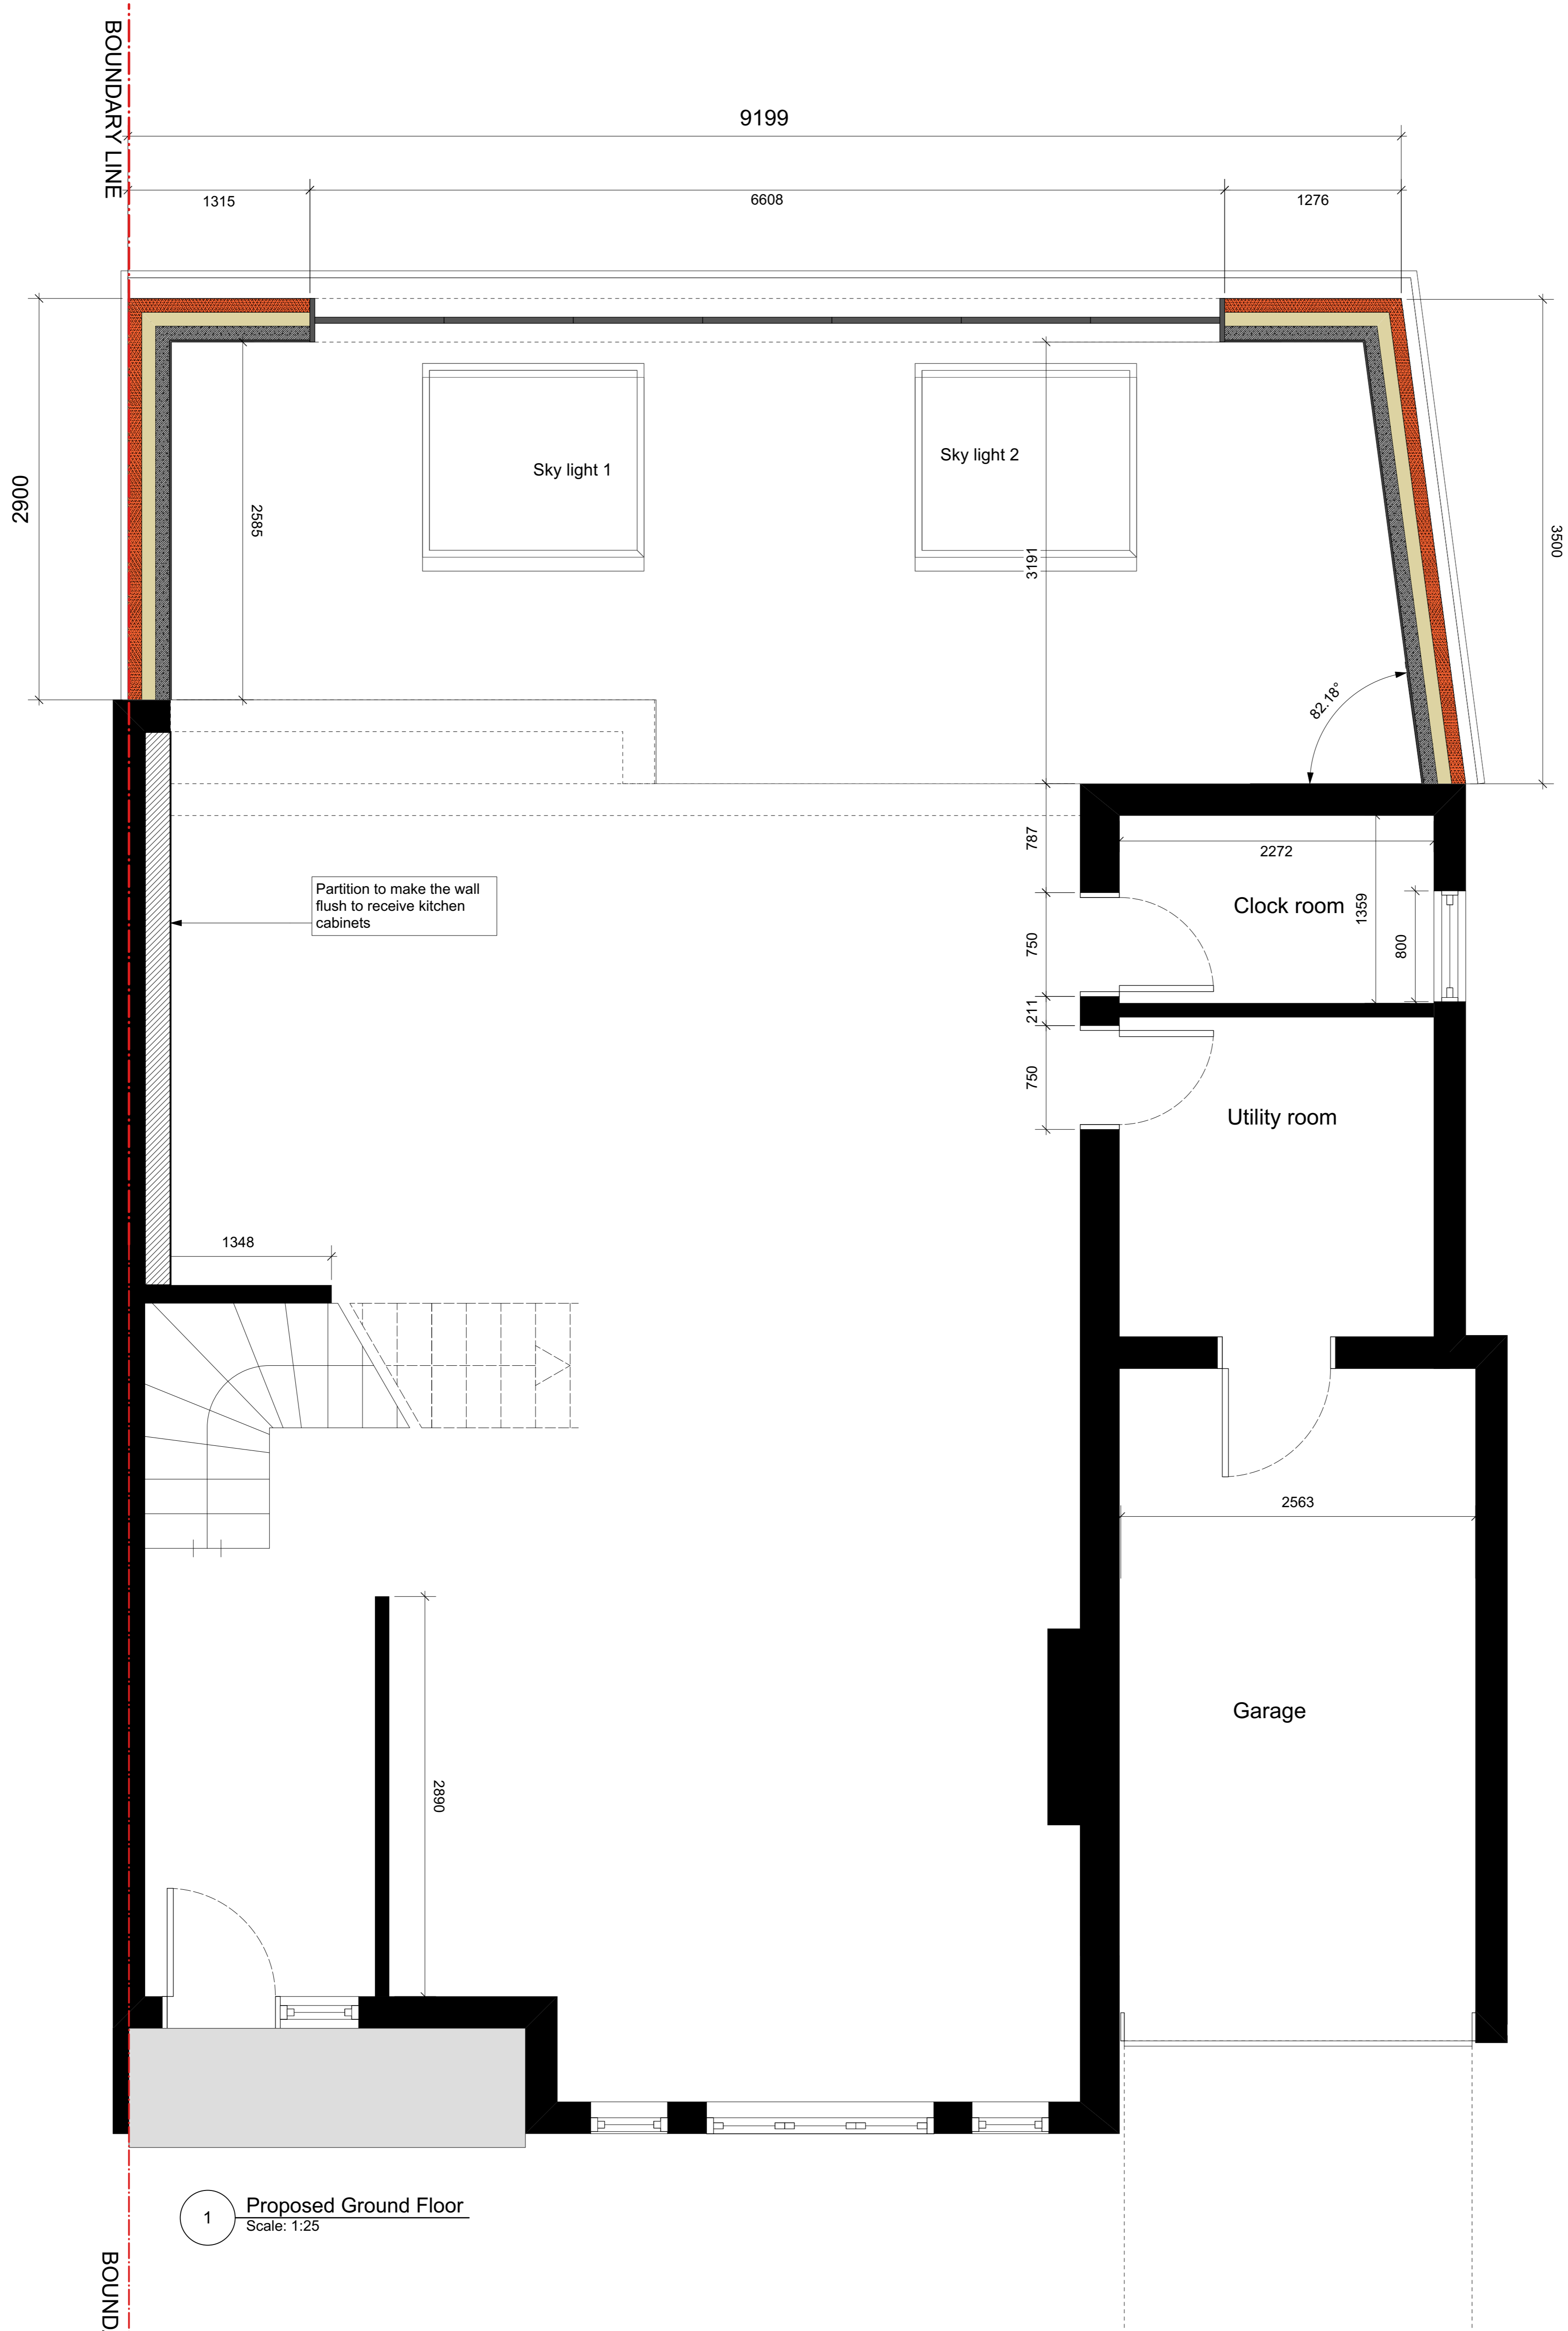 BOUNDARY LINE
9199
1315
6608
1276
2900
2585
Sky light 1
Sky light 2
3191
3500
82.18°
787
2272
Clock room
1359
800
Partition to make the wall
flush to receive kitchen
cabinets
750
211
750
Utility room
1348
2563
Garage
2890
1
Proposed Ground Floor
Scale: 1:25
BOUND